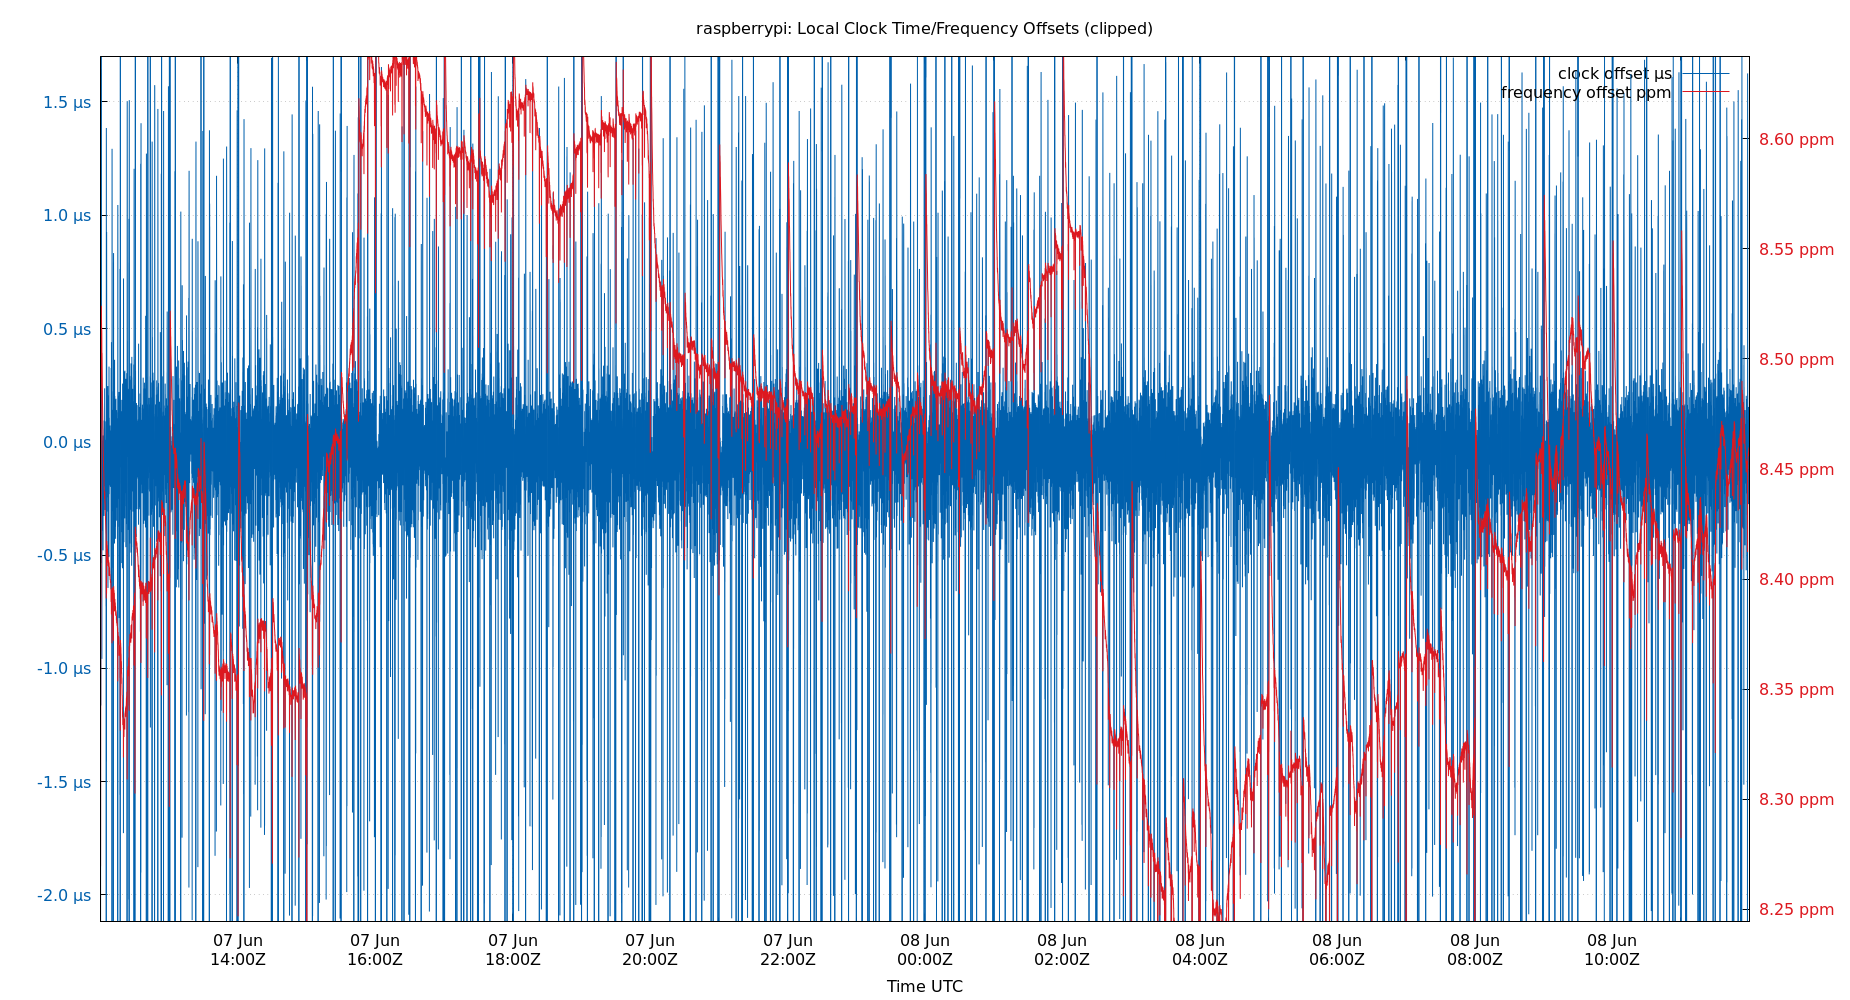 raspberrypi: Local Clock Time/Frequency Offsets (clipped)
clock offset µs
frequency offset ppm
1.5 µs
1.0 µs
0.5 µs
0.0 µs
-0.5 µs
-1.0 µs
-1.5 µs
-2.0 µs
8.60 ppm
8.55 ppm
8.50 ppm
8.45 ppm
8.40 ppm
8.35 ppm
8.30 ppm
8.25 ppm
07 Jun 07 Jun 07 Jun 07 Jun 07 Jun 08 Jun 08 Jun 08 Jun 08 Jun 08 Jun 08 Jun
14:00Z 16:00Z 18:00Z 20:00Z 22:00Z 00:00Z 02:00Z 04:00Z 06:00Z 08:00Z 10:00Z
Time UTC